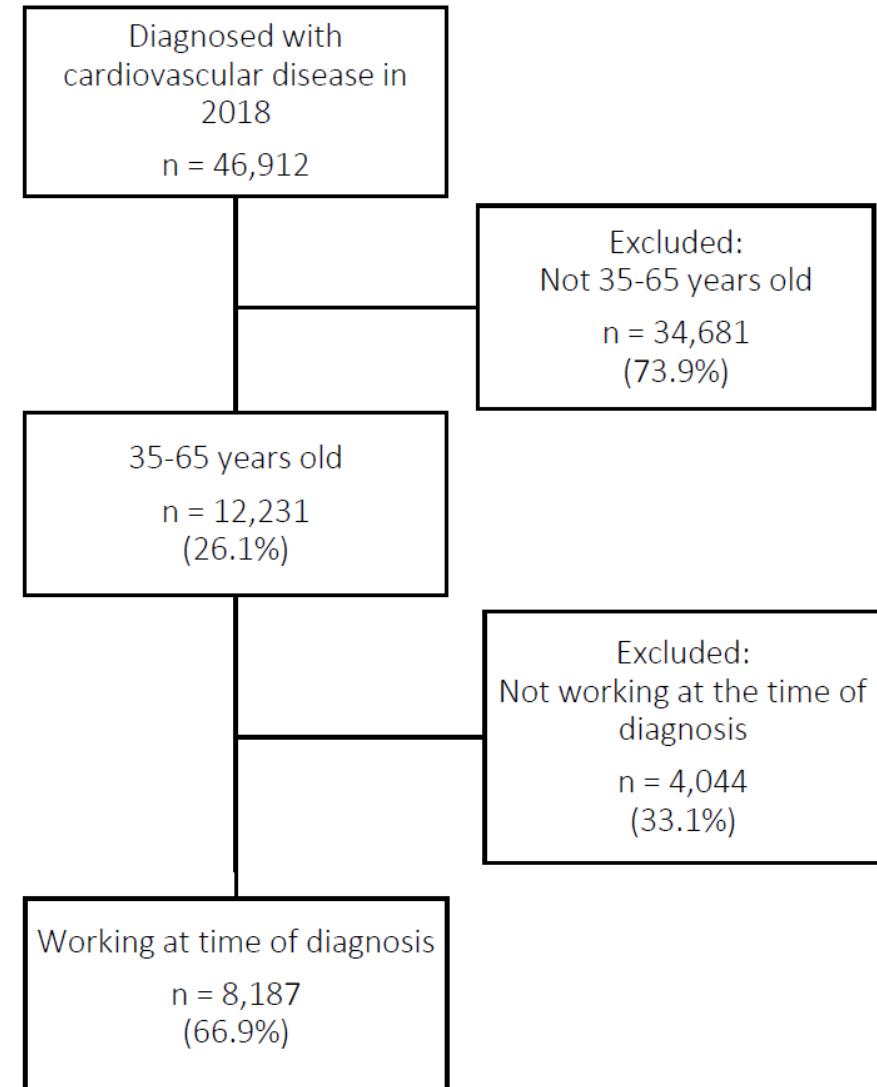 Diagnosed with
cardiovascular disease in
2018
n = 46,912
Excluded:
Not 35-65 years old
n = 34,681
(73.9%)
35-65 years old
n = 12,231
(26.1%)
Excluded:
Not working at the time of
diagnosis
n = 4,044
(33.1%)
Working at time of diagnosis
n = 8,187
(66.9%)